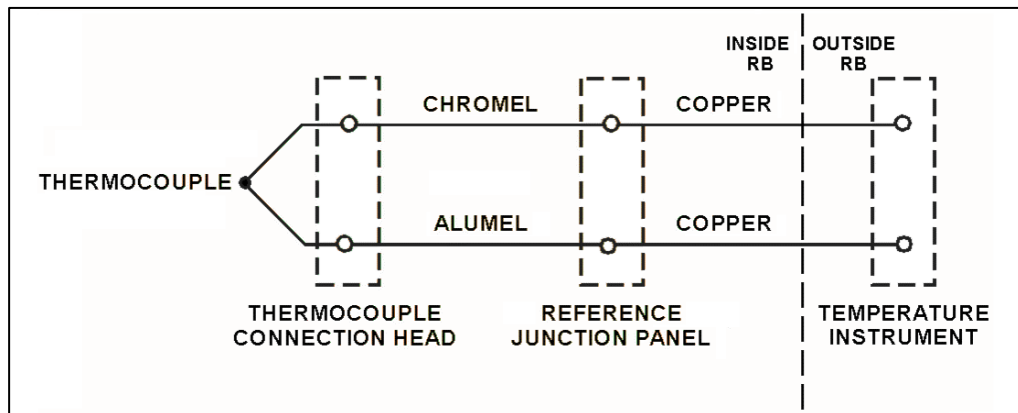 INSIDE
RB
OUTSIDE
RB
CHROMEL
COPPER
THERMOCOUPLE
ALUMEL
COPPER
THERMOCOUPLE
CONNECTION HEAD
REFERENCE
JUNCTION PANEL
TEMPERATURE
INSTRUMENT